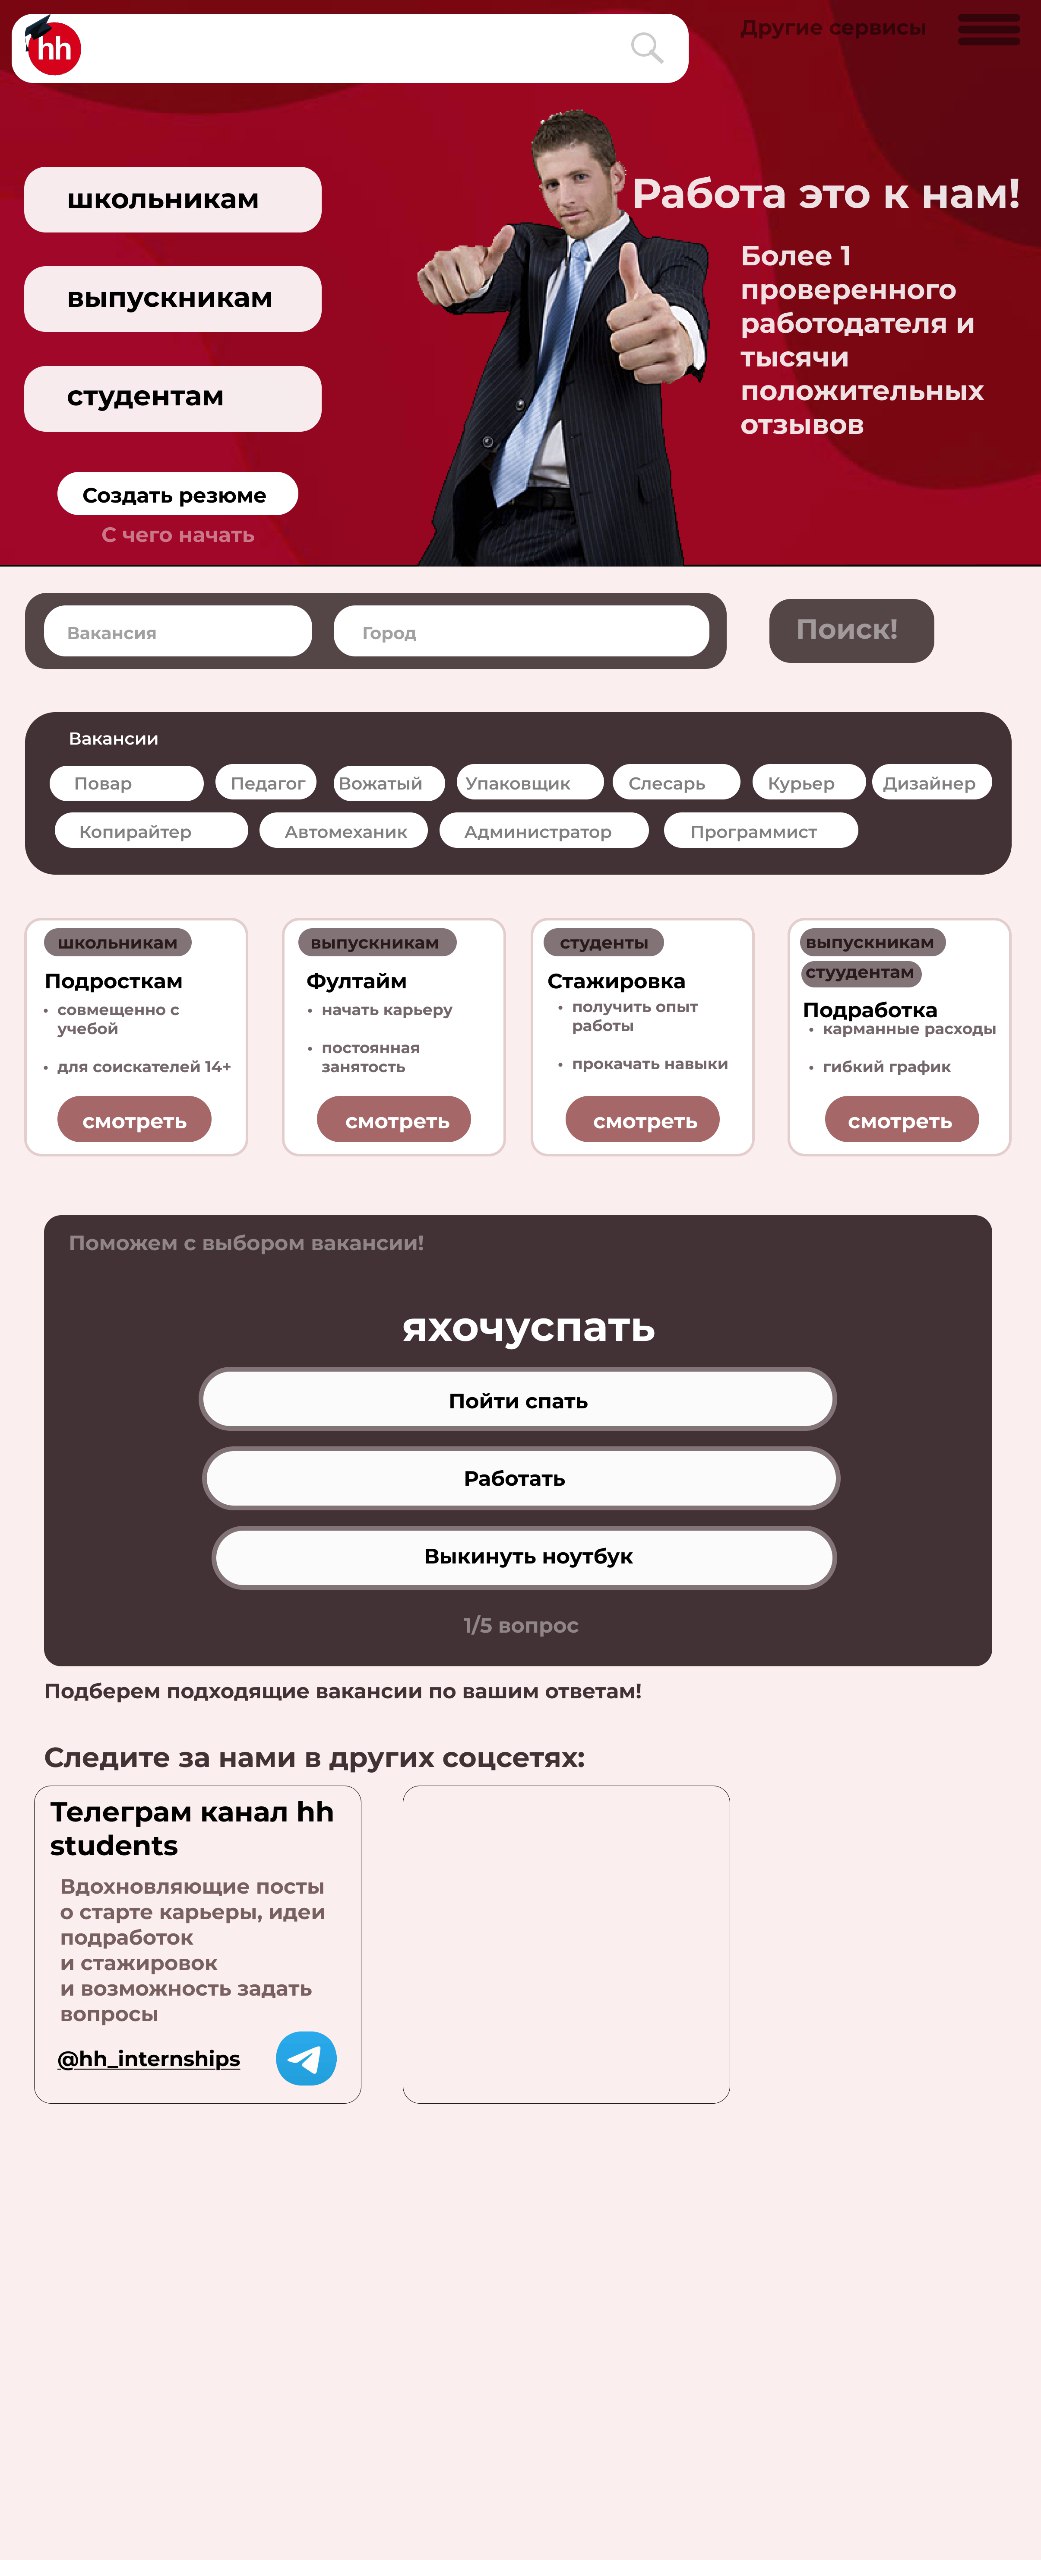 hh
Другие сервисы
школьникам
выпускникам
студентам
Создать резюме
С чего начать
Работа это к нам!
Более 1
проверенного
работодателя и
тысячи
положительных
отзывов
Вакансия
Город
Поиск!
Вакансии
Повар
Педагог
Вожатый
Упаковщик
Слесарь
Курьер
Дизайнер
Копирайтер
Автомеханик
Администратор
Программист
школьникам
Подросткам
• совмещенно с
учебой
• для соискателей 14+
смотреть
выпускникам
Фултайм
• начать карьеру
• постоянная
занятость
смотреть
студенты
Стажировка
• получить опыт
работы
• прокачать навыки
смотреть
выпускникам
стуудентам
Подработка
• карманные расходы
• гибкий график
смотреть
Поможем с выбором вакансии!
яхочуспать
Пойти спать
Работать
Выкинуть ноутбук
1/5 вопрос
Подберем подходящие вакансии по вашим ответам!
Следите за нами в других соцсетях:
Телеграм канал hh
students
Вдохновляющие посты
о старте карьеры, идеи
подработок
и стажировок
и возможность задать
вопросы
@hh_internships